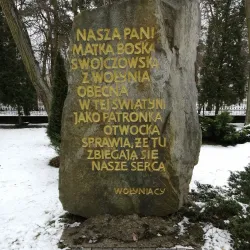 NASZA PANI
MATKA BOSKA
SWOJCZOWSKA
Z WOŁYNIA
OBECNA
W TEJ ŚWIĄTYNI
JAKO PATRONKA
OTWOCKA
SPRAWIA, ŻE TU
ZBIEGAJĄ SIĘ
NASZE SERCA
WOŁYNIACY